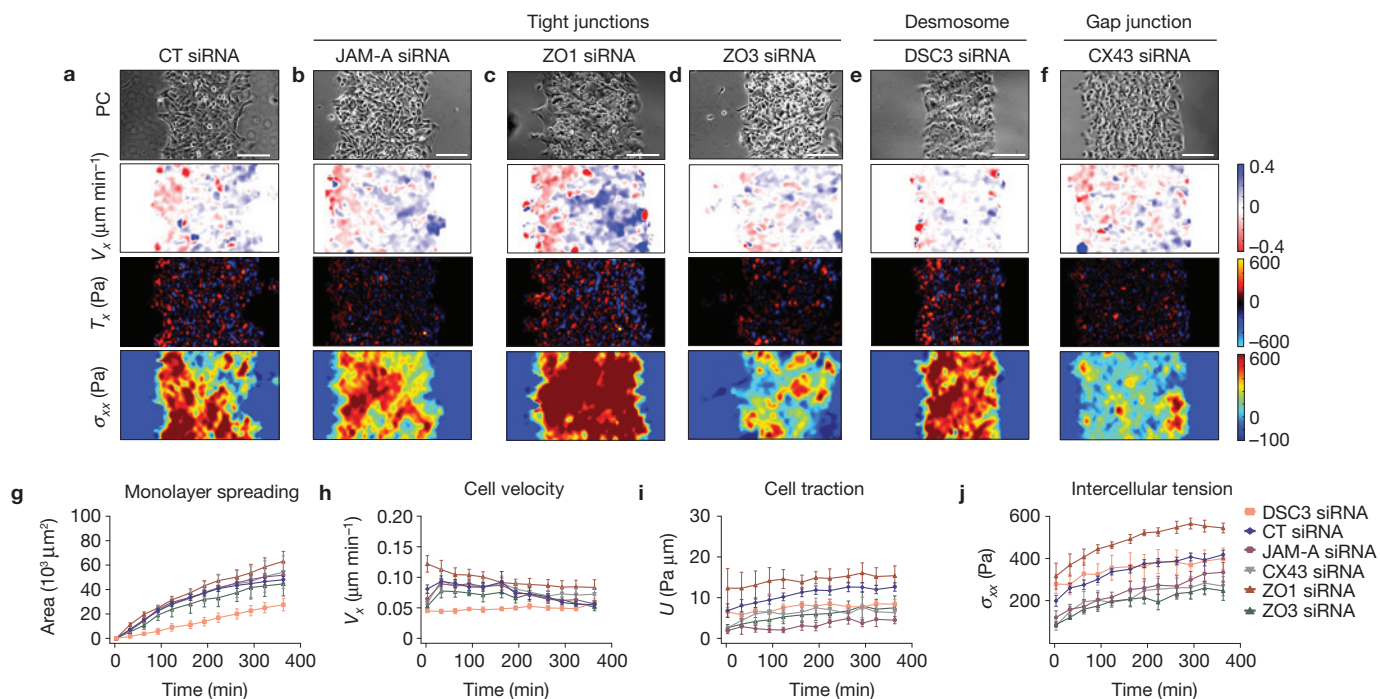 Tight junctions Desmosome Gap junction
CT siRNA JAM-A siRNA ZO1 siRNA ZO3 siRNA DSC3 siRNA CX43 siRNA
a b c d e f
PC
Vx (μm min−1)
0.4
0
−0.4
Tx (Pa)
600
0
−600
σxx (Pa)
600
0
−100
g Monolayer spreading
Area (10³ μm²)
100
80
60
40
20
0
0 100 200 300 400
Time (min)
h Cell velocity
Vx (μm min−1)
0.20
0.15
0.10
0.05
0
0 100 200 300 400
Time (min)
i Cell traction
U (Pa μm)
30
20
10
0
0 100 200 300 400
Time (min)
j Intercellular tension
σxx (Pa)
600
400
200
0 100 200 300 400
Time (min)
DSC3 siRNA
CT siRNA
JAM-A siRNA
CX43 siRNA
ZO1 siRNA
ZO3 siRNA